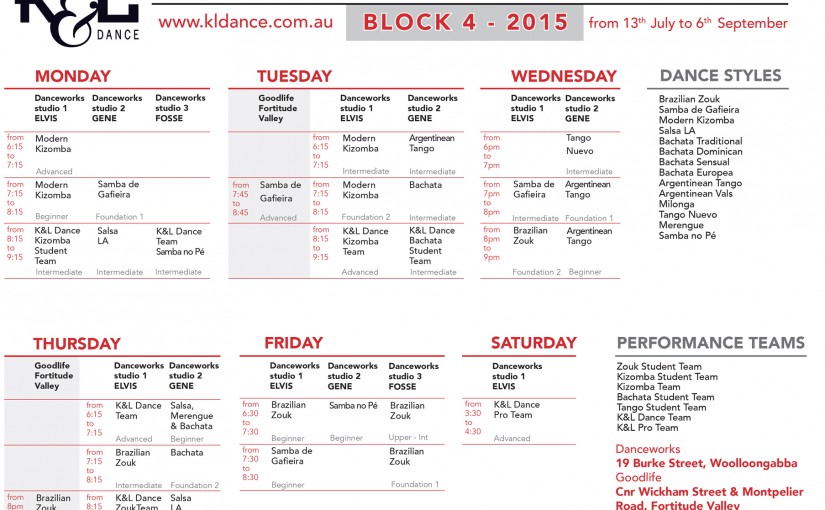 K&L DANCE
www.kldance.com.au
BLOCK 4 - 2015
from 13th July to 6th September
MONDAY
Danceworks studio 1 ELVIS
Danceworks studio 2 GENE
Danceworks studio 3 FOSSE
from 6:15 to 7:15
Modern Kizomba
Advanced
from 7:15 to 8:15
Modern Kizomba
Beginner
Samba de Gafieira
Foundation 1
from 8:15 to 9:15
K&L Dance Kizomba Student Team
Intermediate
Salsa LA
Intermediate
K&L Dance Team Samba no Pé
Intermediate
TUESDAY
Goodlife Fortitude Valley
Danceworks studio 1 ELVIS
Danceworks studio 2 GENE
from 6:15 to 7:15
Modern Kizomba
Intermediate
Argentinean Tango
Intermediate
from 7:45 to 8:45
Samba de Gafieira
Advanced
from 7:15 to 8:15
Modern Kizomba
Foundation 2
Bachata
Intermediate
from 8:15 to 9:15
K&L Dance Kizomba Team
Advanced
K&L Dance Bachata Student Team
Intermediate
WEDNESDAY
Danceworks studio 1 ELVIS
Danceworks studio 2 GENE
from 6pm to 7pm
Tango Nuevo
Intermediate
from 7pm to 8pm
Samba de Gafieira
Intermediate
Argentinean Tango
Foundation 1
from 8pm to 9pm
Brazilian Zouk
Foundation 2
Argentinean Tango
Beginner
DANCE STYLES
Brazilian Zouk
Samba de Gafieira
Modern Kizomba
Salsa LA
Bachata Traditional
Bachata Dominican
Bachata Sensual
Bachata Europea
Argentinean Tango
Argentinean Vals
Milonga
Tango Nuevo
Merengue
Samba no Pé
THURSDAY
Goodlife Fortitude Valley
Danceworks studio 1 ELVIS
Danceworks studio 2 GENE
from 6:15 to 7:15
K&L Dance Team
Advanced
Salsa, Merengue & Bachata
Beginner
from 7:15 to 8:15
Brazilian Zouk
Intermediate
Bachata
Foundation 2
from 8pm
Brazilian Zouk
from 8:15
K&L Dance ZoukTeam
Salsa LA
FRIDAY
Danceworks studio 1 ELVIS
Danceworks studio 2 GENE
Danceworks studio 3 FOSSE
from 6:30 to 7:30
Brazilian Zouk
Beginner
Samba no Pé
Beginner
Brazilian Zouk
Upper - Int
from 7:30 to 8:30
Samba de Gafieira
Beginner
Brazilian Zouk
Foundation 1
SATURDAY
Danceworks studio 1 ELVIS
from 3:30 to 4:30
K&L Dance Pro Team
Advanced
PERFORMANCE TEAMS
Zouk Student Team
Kizomba Student Team
Kizomba Team
Bachata Student Team
Tango Student Team
K&L Dance Team
K&L Pro Team
Danceworks
19 Burke Street, Woolloongabba
Goodlife
Cnr Wickham Street & Montpelier
Road, Fortitude Valley